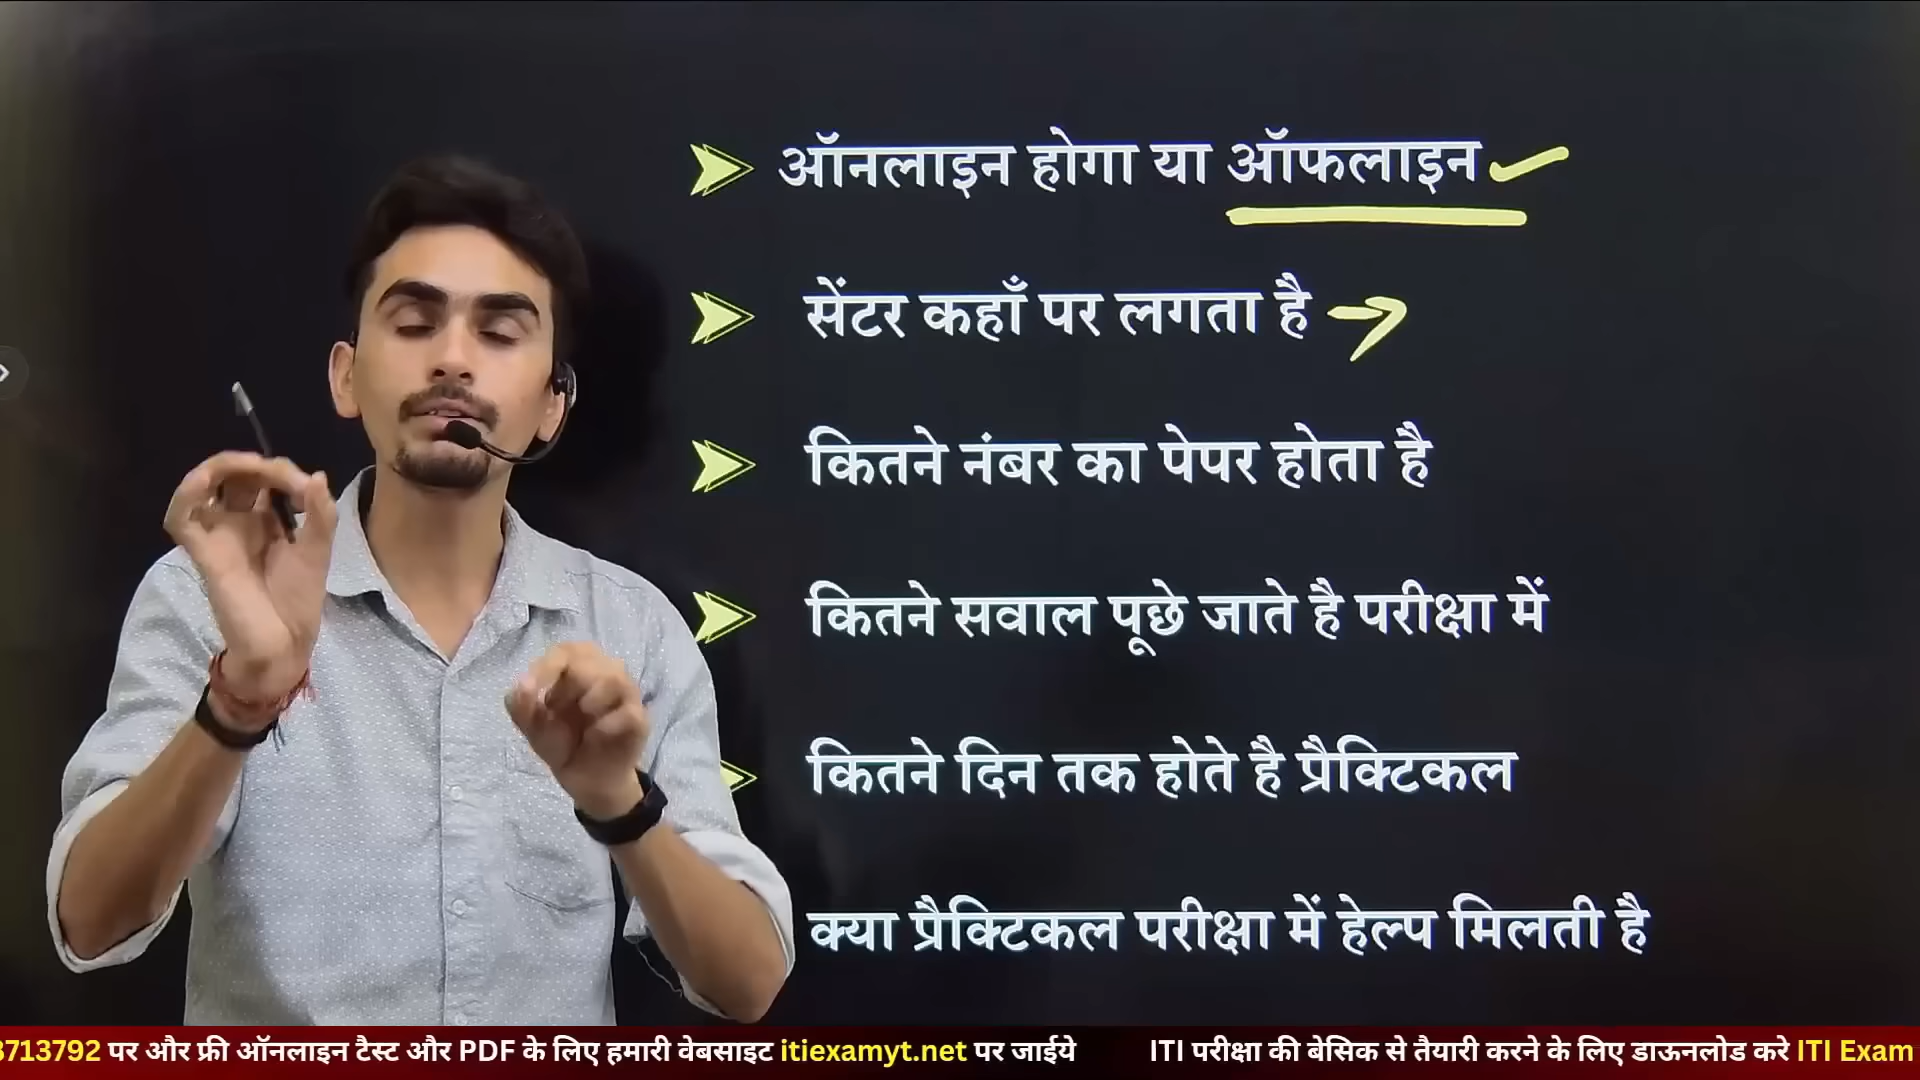 ऑनलाइन होगा या ऑफलाइन
सेंटर कहाँ पर लगता है
कितने नंबर का पेपर होता है
कितने सवाल पूछे जाते है परीक्षा में
कितने दिन तक होते है प्रैक्टिकल
क्या प्रैक्टिकल परीक्षा में हेल्प मिलती है
3713792 पर और फ्री ऑनलाइन टैस्ट और PDF के लिए हमारी वेबसाइट itiexamyt.net पर जाईये ITI परीक्षा की बेसिक से तैयारी करने के लिए डाऊनलोड करे ITI Exam